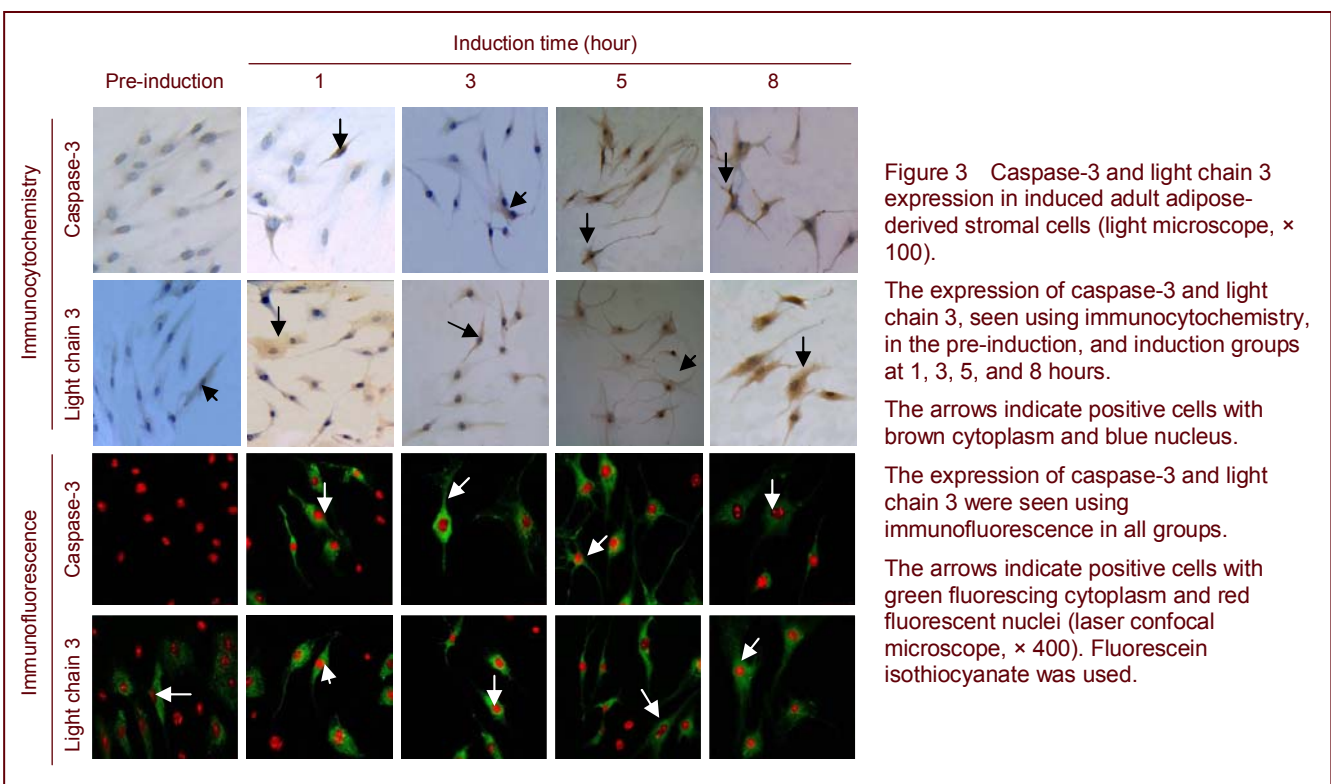 Induction time (hour)
Pre-induction 1 3 5 8
Immunocytochemistry
Caspase-3
Light chain 3
Immunofluorescence
Caspase-3
Light chain 3
Figure 3 Caspase-3 and light chain 3
expression in induced adult adipose-
derived stromal cells (light microscope, ×
100).
The expression of caspase-3 and light
chain 3, seen using immunocytochemistry,
in the pre-induction, and induction groups
at 1, 3, 5, and 8 hours.
The arrows indicate positive cells with
brown cytoplasm and blue nucleus.
The expression of caspase-3 and light
chain 3 were seen using
immunofluorescence in all groups.
The arrows indicate positive cells with
green fluorescing cytoplasm and red
fluorescent nuclei (laser confocal
microscope, × 400). Fluorescein
isothiocyanate was used.